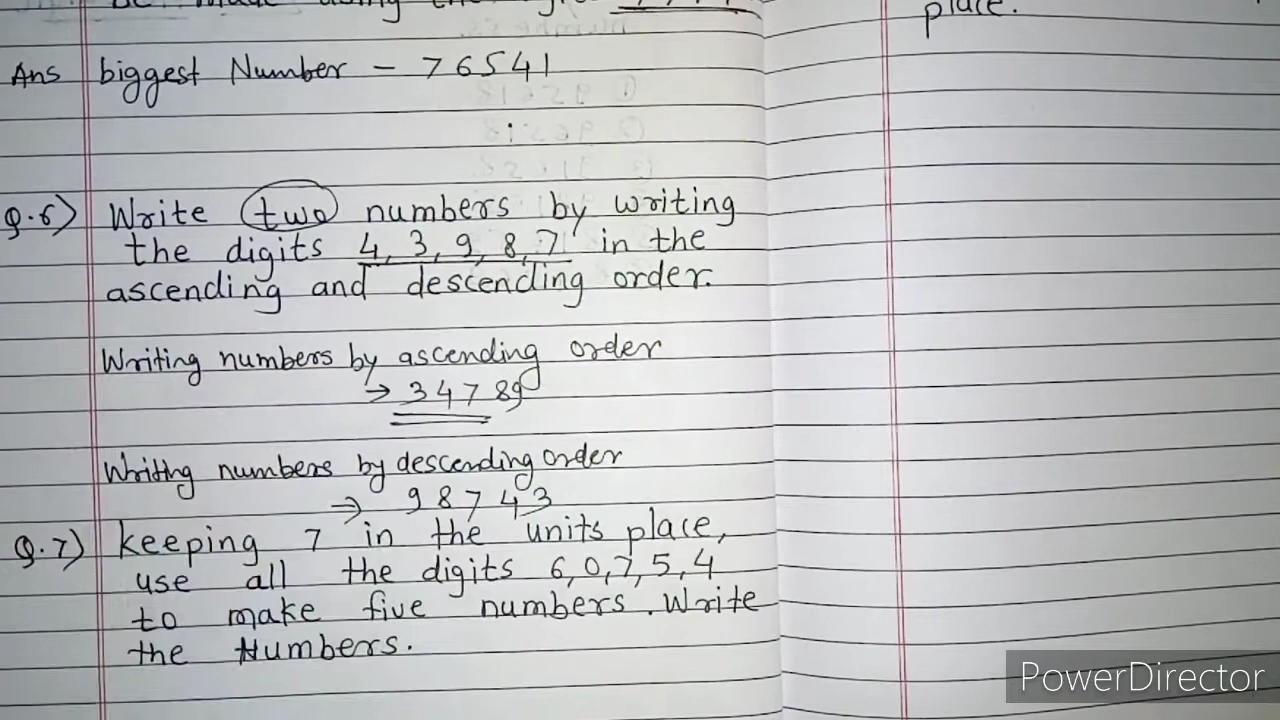 place.
Ans biggest Number - 76541
Q.6) Write two numbers by writing
the digits 4, 3, 9, 8, 7 in the
ascending and descending order.
Writing numbers by ascending order
→ 34789
Writing numbers by descending order
⇒ 98743
Q.7) keeping 7 in the units place,
use all the digits 6,0,7,5,4
to make five numbers. Write
the Numbers.
PowerDirector